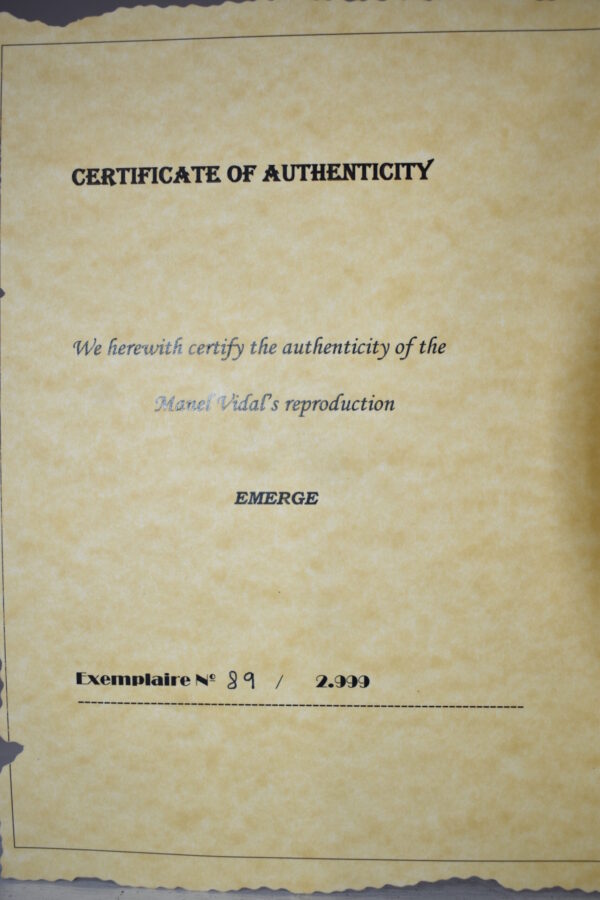 CERTIFICATE OF AUTHENTICITY
We herewith certify the authenticity of the
Manel Vidal's reproduction
EMERGE
Exemplaire Nº 89 / 2.999